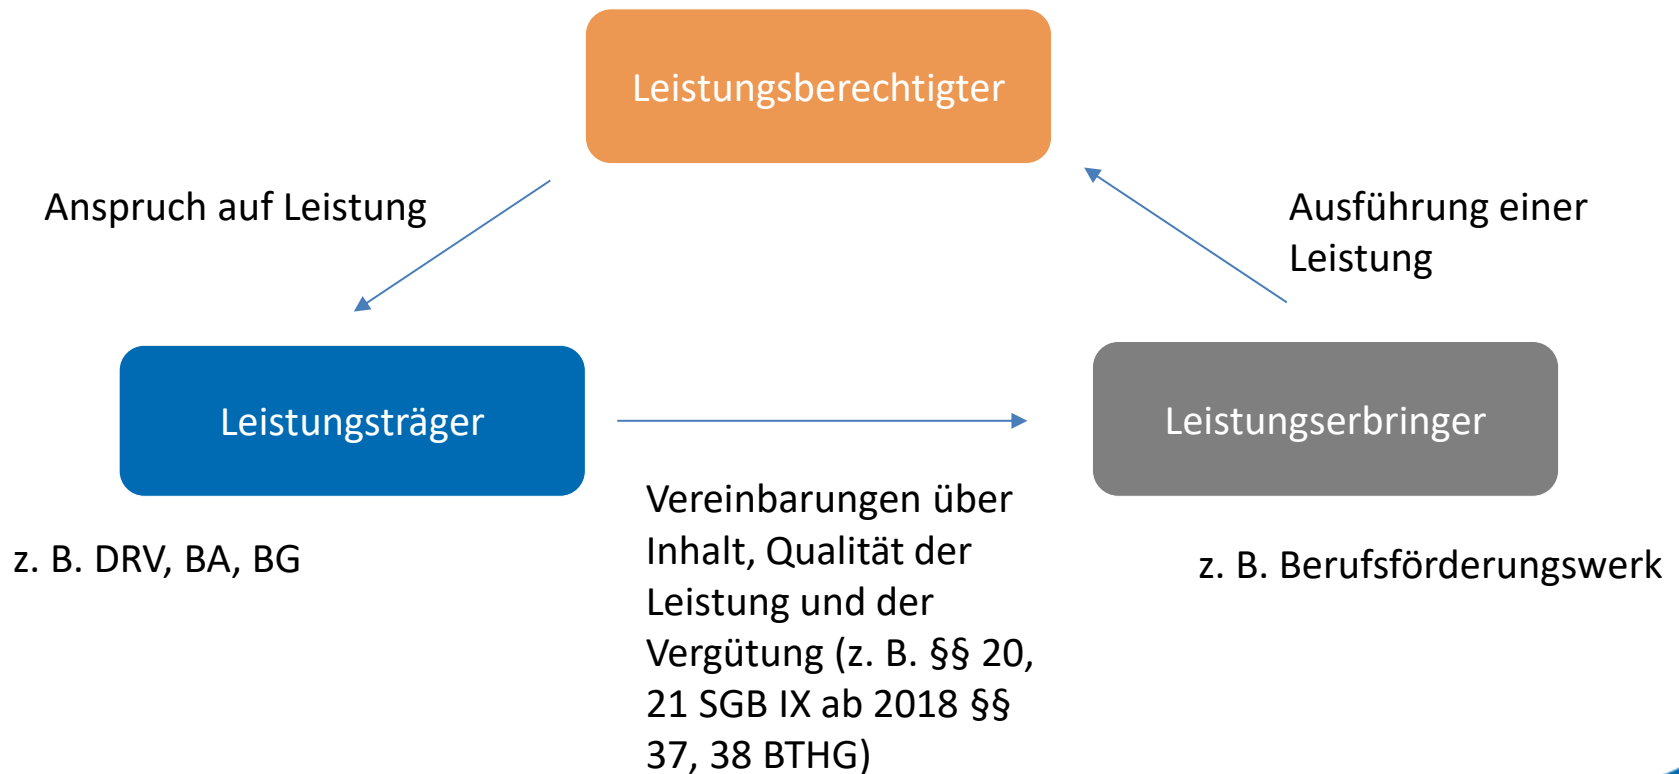 Leistungsberechtigter
Anspruch auf Leistung
Ausführung einer
Leistung
Leistungsträger
Leistungserbringer
Vereinbarungen über
Inhalt, Qualität der
Leistung und der
Vergütung (z. B. §§ 20,
21 SGB IX ab 2018 §§
37, 38 BTHG)
z. B. DRV, BA, BG
z. B. Berufsförderungswerk